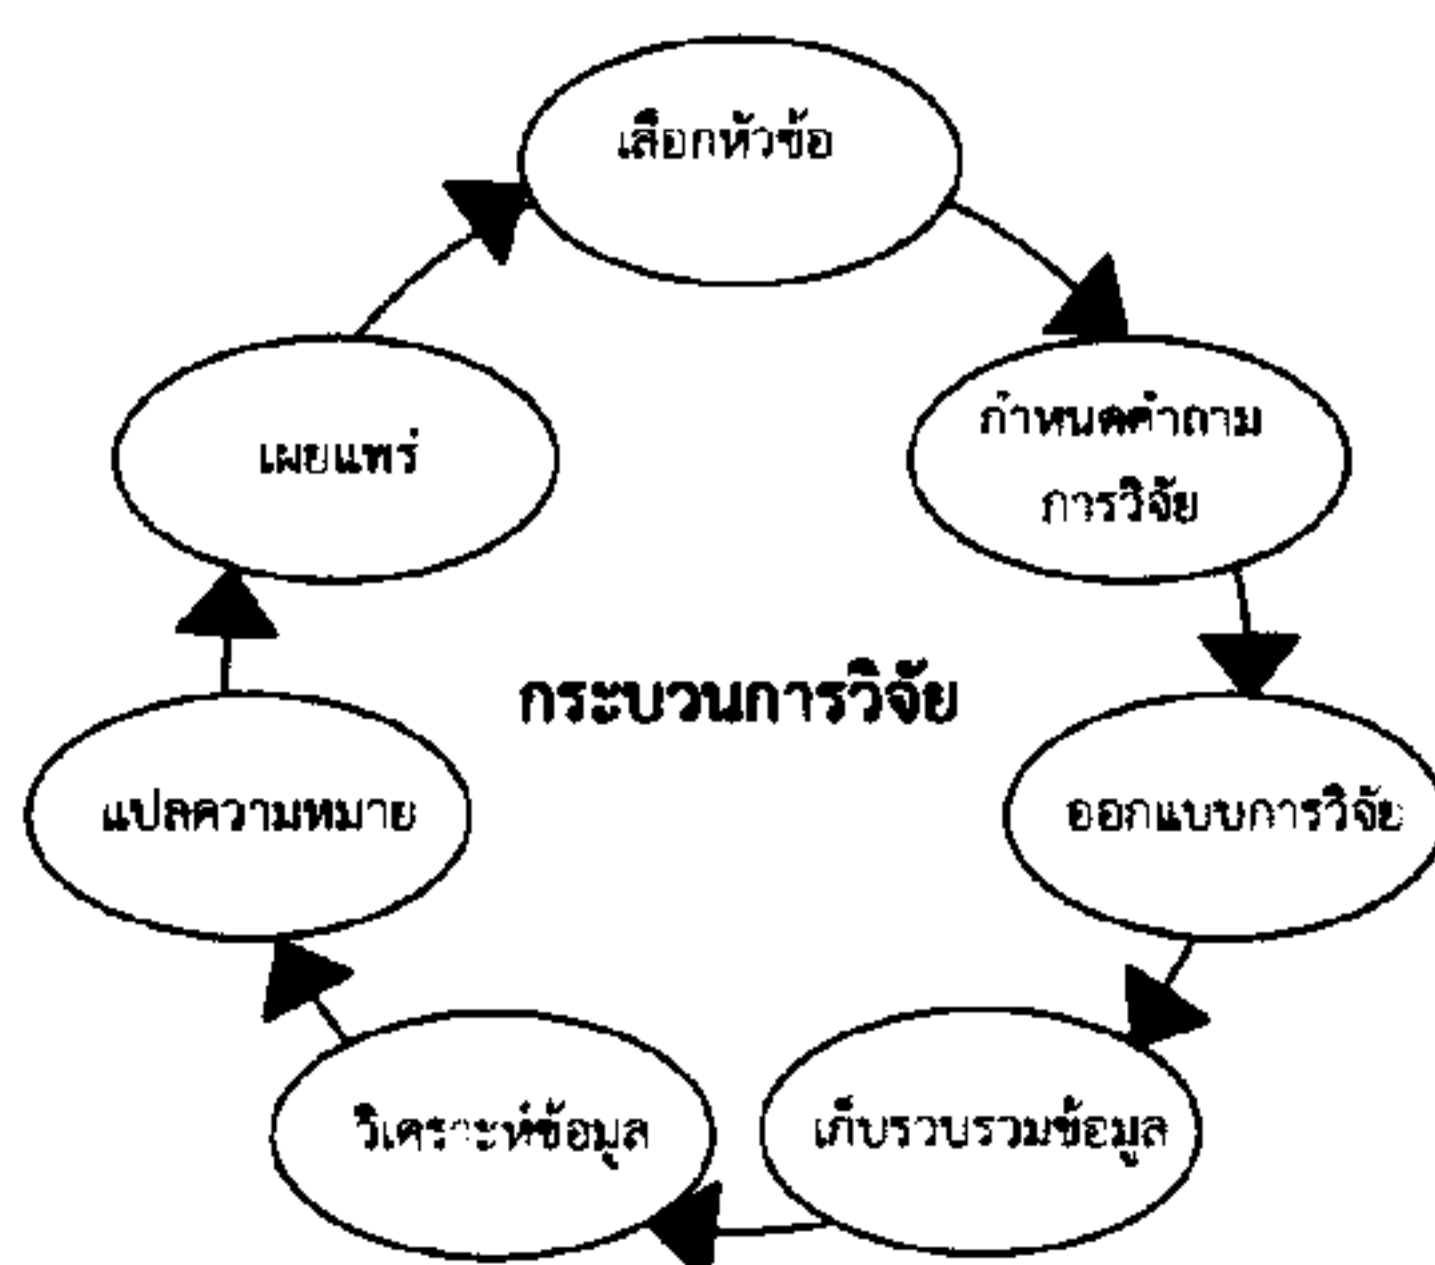 เลือกหัวข้อ
กำหนดคำถาม
การวิจัย
ออกแบบการวิจัย
เก็บรวบรวมข้อมูล
วิเคราะห์ข้อมูล
แปลความหมาย
เผยแพร่
กระบวนการวิจัย